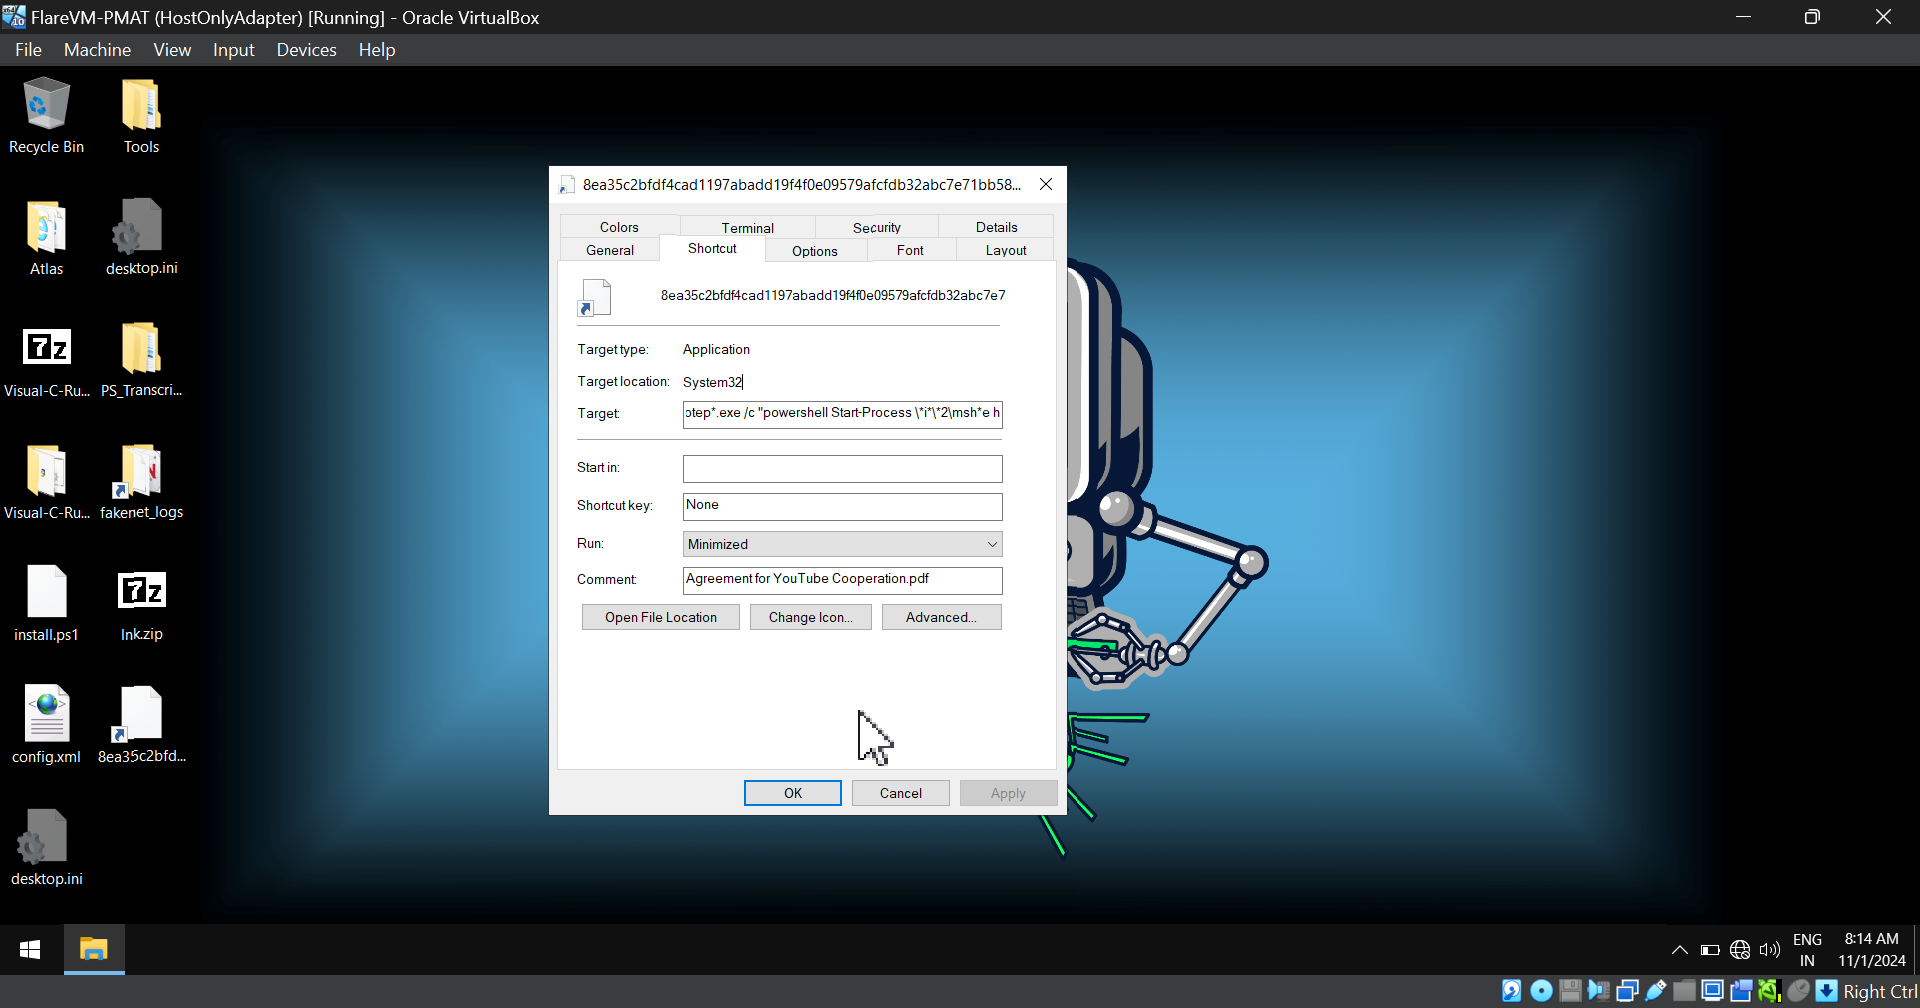 FlareVM-PMAT (HostOnlyAdapter) [Running] - Oracle VirtualBox
File Machine View Input Devices Help
Recycle Bin
Tools
Atlas
desktop.ini
Visual-C-Ru...
PS_Transcri...
Visual-C-Ru...
fakenet_logs
install.ps1
lnk.zip
config.xml
8ea35c2bfd...
desktop.ini
8ea35c2bfdf4cad1197abadd19f4f0e09579afcfdb32abc7e71bb58...
Colors Terminal Security Details
General Shortcut Options Font Layout
8ea35c2bfdf4cad1197abadd19f4f0e09579afcfdb32abc7e7
Target type: Application
Target location: System32
Target: otep*.exe /c "powershell Start-Process \*i*\*2\msh*e h
Start in:
Shortcut key: None
Run: Minimized
Comment: Agreement for YouTube Cooperation.pdf
Open File Location Change Icon... Advanced...
OK Cancel Apply
ENG
IN
8:14 AM
11/1/2024
Right Ctrl